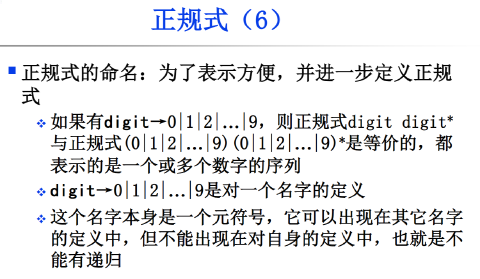 正规式（6）
正规式的命名：为了表示方便，并进一步定义正规
式
如果有digit→0|1|2|…|9，则正规式digit digit*
与正规式(0|1|2|…|9)(0|1|2|…|9)*是等价的，都
表示的是一个或多个数字的序列
digit→0|1|2|…|9是对一个名字的定义
这个名字本身是一个元符号，它可以出现在其它名字
的定义中，但不能出现在对自身的定义中，也就是不
能有递归